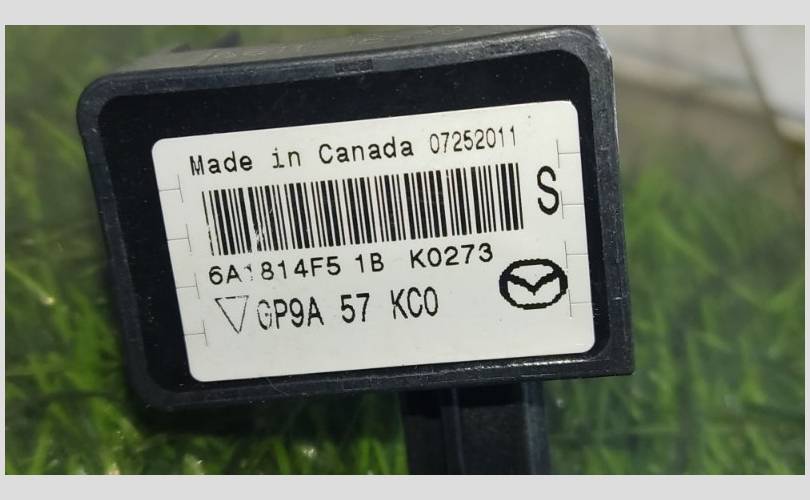 Made in Canada 07252011
S
6A1814F5 1B K0273
GP9A 57 KC0